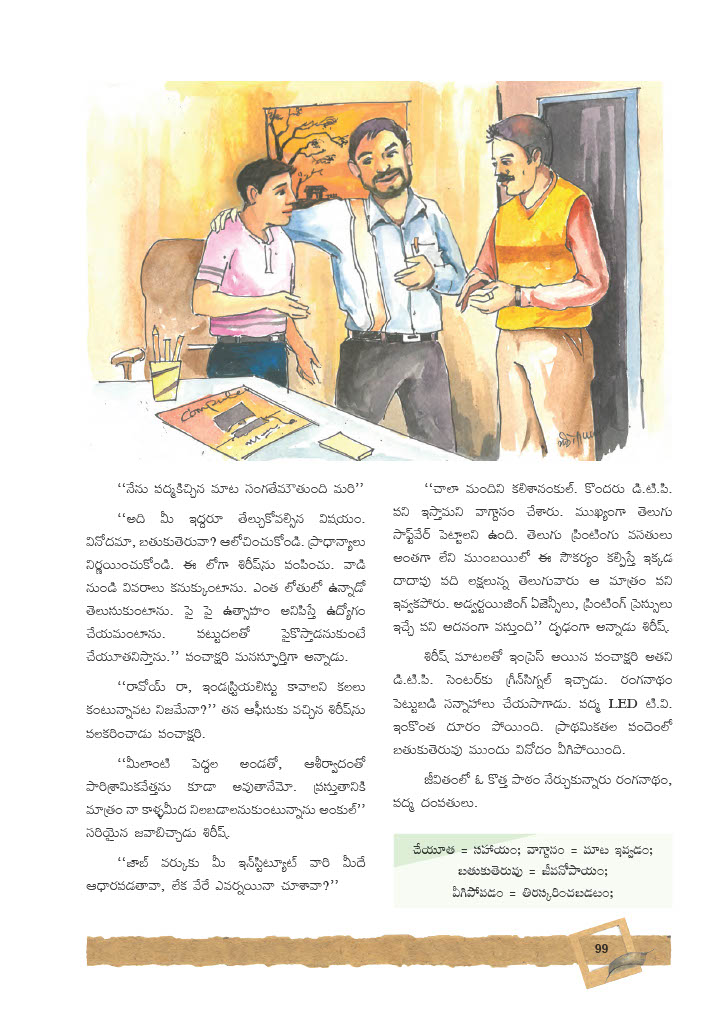 computer
‘‘నేను పద్మకిచ్చిన మాట సంగతేమౌతుంది మరి’’
‘‘అది మీ ఇద్దరూ తేల్చుకోవల్సిన విషయం.
వినోదమా, బతుకుతెరువా? ఆలోచించుకోండి. ప్రాధాన్యాలు
నిర్ణయించుకోండి. ఈ లోగా శిరీష్‌ను పంపించు. వాడి
నుండి వివరాలు కనుక్కుంటాను. ఎంత లోతులో ఉన్నాడో
తెలుసుకుంటాను. పై పై ఉత్సాహం అనిపిస్తే ఉద్యోగం
చేయమంటాను. పట్టుదలతో పైకొస్తాడనుకుంటే
చేయూతనిస్తాను.’’ పంచాక్షరి మనస్ఫూర్తిగా అన్నాడు.
‘‘రావోయ్ రా, ఇండస్ట్రియలిస్టు కావాలని కలలు
కంటున్నావట నిజమేనా?’’ తన ఆఫీసుకు వచ్చిన శిరీష్‌ను
పలకరించాడు పంచాక్షరి.
‘‘మీలాంటి పెద్దల అండతో, ఆశీర్వాదంతో
పారిశ్రామికవేత్తను కూడా అవుతానేమో. ప్రస్తుతానికి
మాత్రం నా కాళ్ళమీద నిలబడాలనుకుంటున్నాను అంకుల్’’
సరియైన జవాబిచ్చాడు శిరీష్.
‘‘జాబ్ వర్కుకు మీ ఇన్‌స్టిట్యూట్ వారి మీదే
ఆధారపడతావా, లేక వేరే ఎవర్నయినా చూశావా?’’
‘‘చాలా మందిని కలిశానంకుల్. కొందరు డి.టి.పి.
పని ఇస్తామని వాగ్దానం చేశారు. ముఖ్యంగా తెలుగు
సాఫ్ట్‌వేర్ పెట్టాలని ఉంది. తెలుగు ప్రింటింగు వసతులు
అంతగా లేని ముంబయిలో ఈ సౌకర్యం కల్పిస్తే ఇక్కడ
దాదాపు పది లక్షలున్న తెలుగువారు ఆ మాత్రం పని
ఇవ్వకపోరు. అడ్వర్టయిజింగ్ ఏజెన్సీలు, ప్రింటింగ్ ప్రెస్సులు
ఇచ్చే పని అదనంగా వస్తుంది’’ దృఢంగా అన్నాడు శిరీష్.
శిరీష్ మాటలతో ఇంప్రెస్ అయిన పంచాక్షరి అతని
డి.టి.పి. సెంటర్‌కు గ్రీన్‌సిగ్నల్ ఇచ్చాడు. రంగనాథం
పెట్టుబడి సన్నాహాలు చేయసాగాడు. పద్మ LED టి.వి.
ఇంకొంత దూరం పోయింది. ప్రాథమికతల పందెంలో
బతుకుతెరువు ముందు వినోదం వీగిపోయింది.
జీవితంలో ఓ కొత్త పాఠం నేర్చుకున్నారు రంగనాథం,
పద్మ దంపతులు.
చేయూత = సహాయం; వాగ్దానం = మాట ఇవ్వడం;
బతుకుతెరువు = జీవనోపాయం;
వీగిపోవడం = తిరస్కరించబడటం;
99